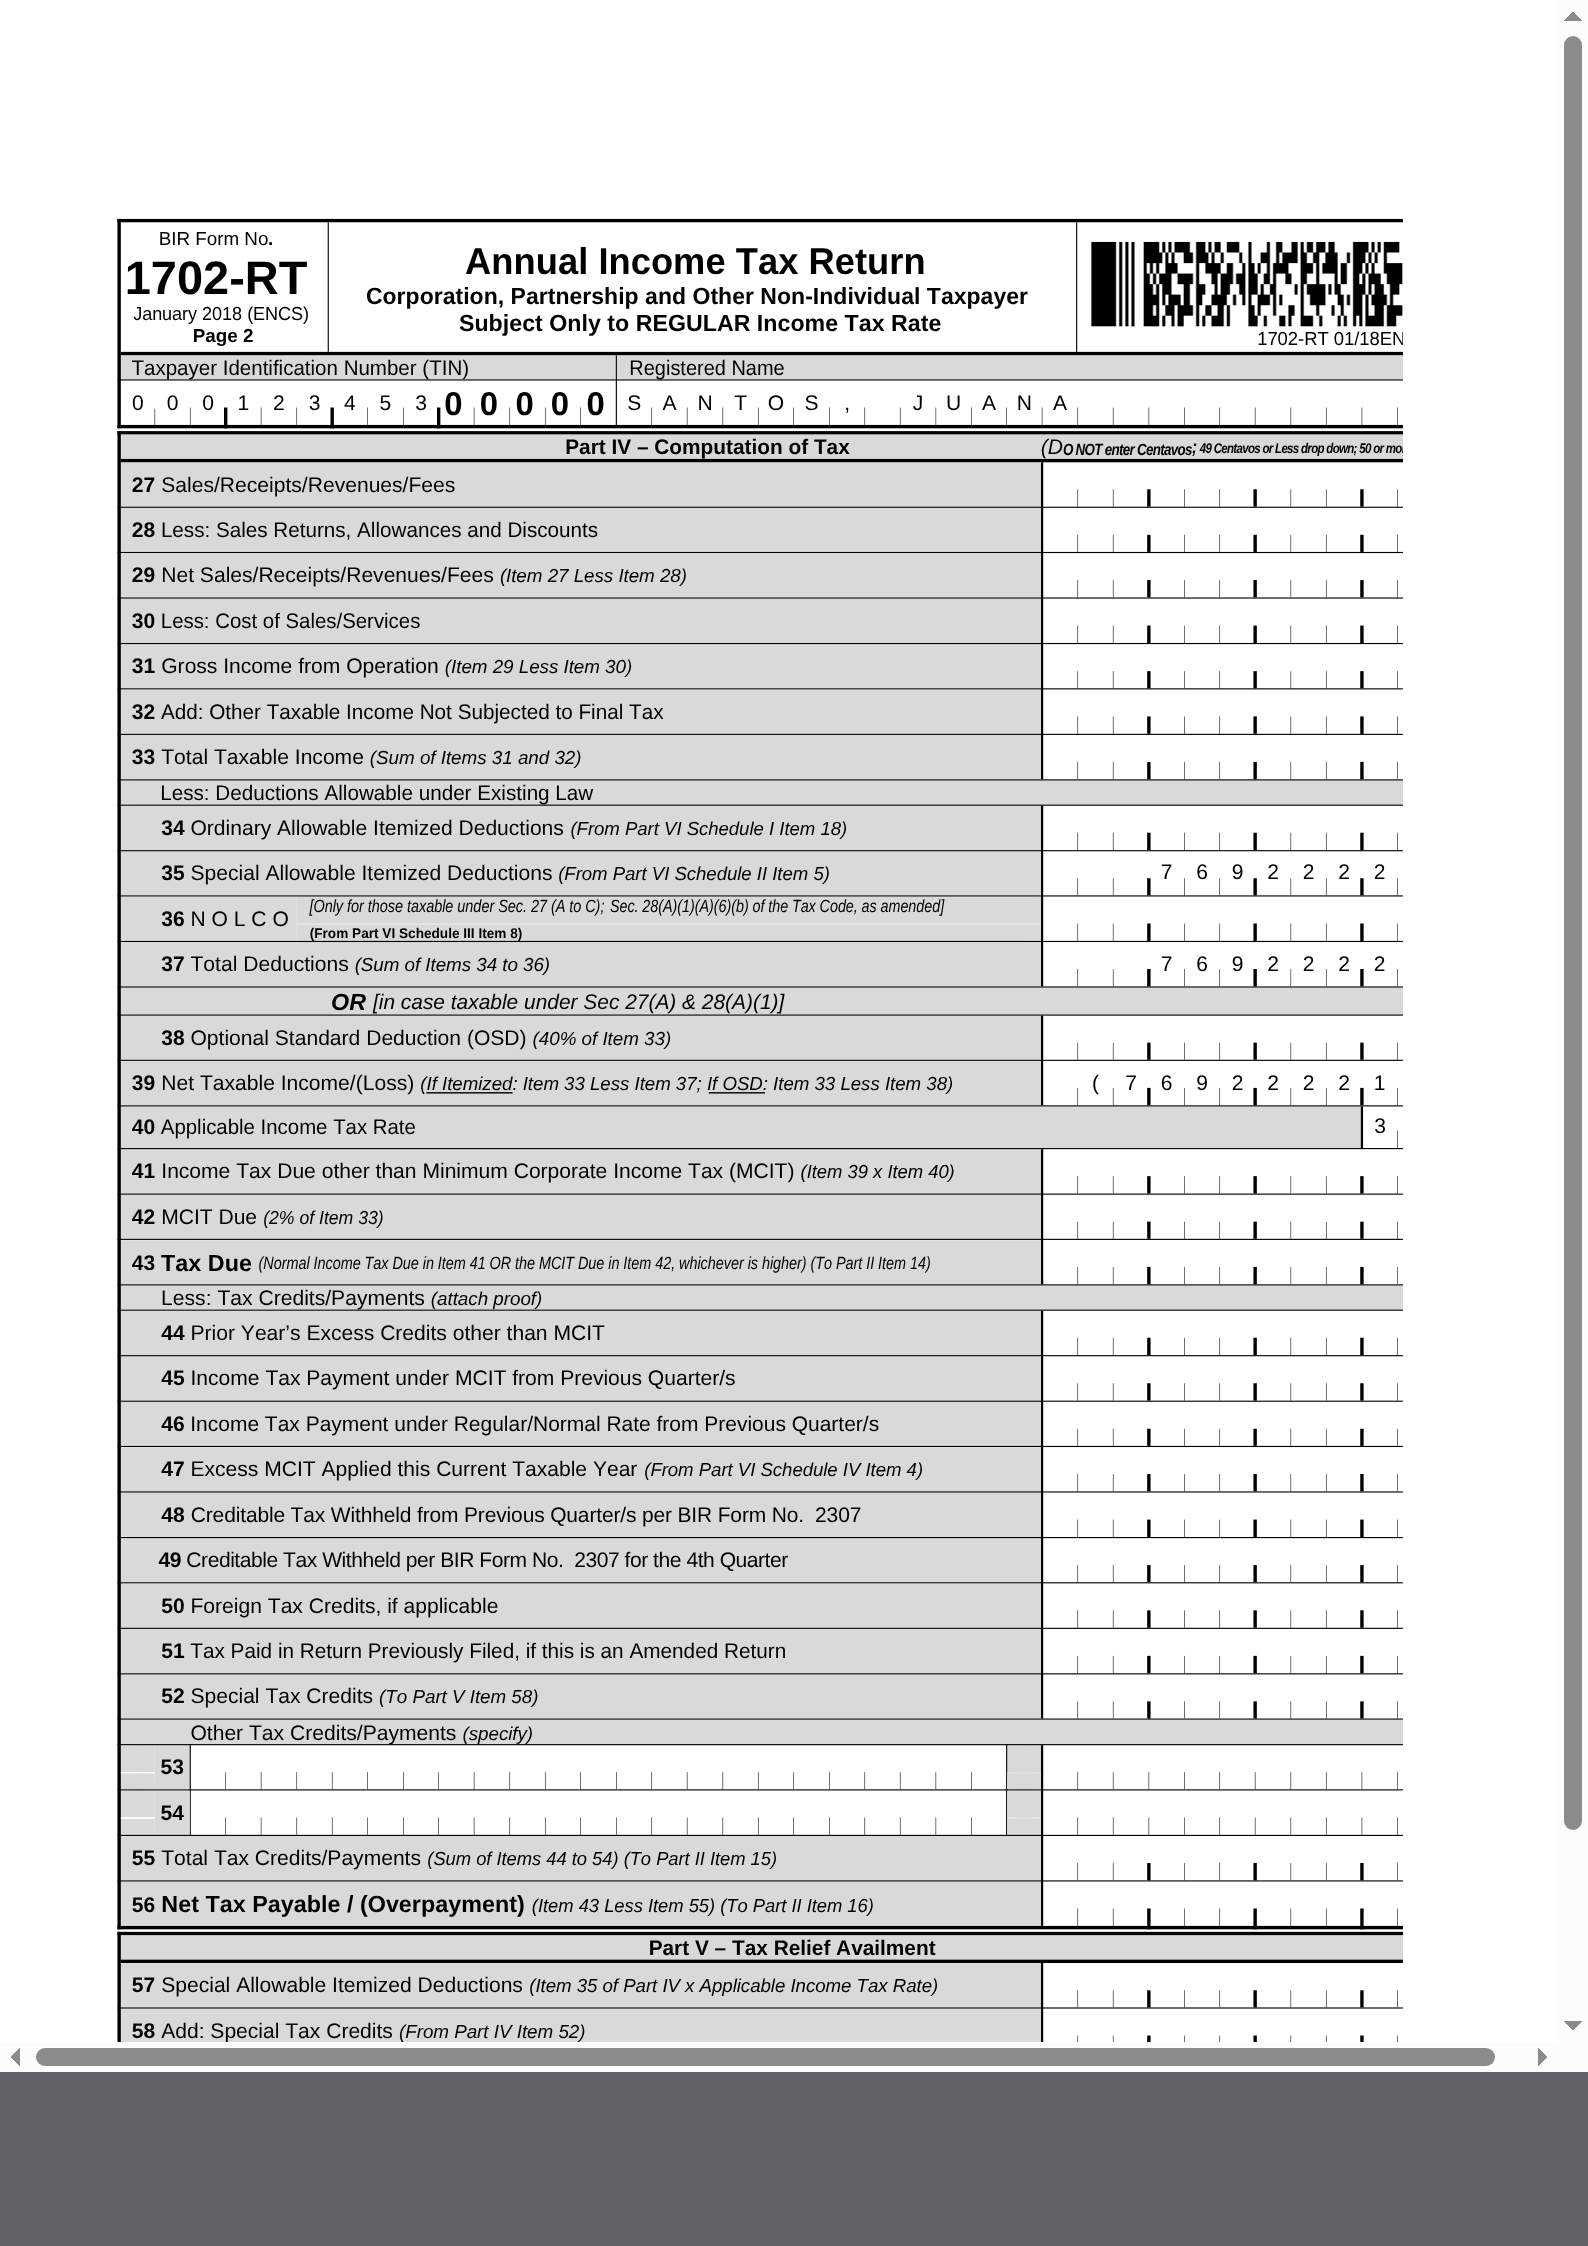 BIR Form No.
1702-RT
January 2018 (ENCS)
Page 2
Annual Income Tax Return
Corporation, Partnership and Other Non-Individual Taxpayer
Subject Only to REGULAR Income Tax Rate
1702-RT 01/18EN
Taxpayer Identification Number (TIN) Registered Name
0 0 0 1 2 3 4 5 3 0 0 0 0 0 S A N T O S , J U A N A
Part IV – Computation of Tax (DO NOT enter Centavos; 49 Centavos or Less drop down; 50 or mo
27 Sales/Receipts/Revenues/Fees
28 Less: Sales Returns, Allowances and Discounts
29 Net Sales/Receipts/Revenues/Fees (Item 27 Less Item 28)
30 Less: Cost of Sales/Services
31 Gross Income from Operation (Item 29 Less Item 30)
32 Add: Other Taxable Income Not Subjected to Final Tax
33 Total Taxable Income (Sum of Items 31 and 32)
Less: Deductions Allowable under Existing Law
34 Ordinary Allowable Itemized Deductions (From Part VI Schedule I Item 18)
35 Special Allowable Itemized Deductions (From Part VI Schedule II Item 5) 7 6 9 2 2 2 2
36 N O L C O [Only for those taxable under Sec. 27 (A to C); Sec. 28(A)(1)(A)(6)(b) of the Tax Code, as amended]
(From Part VI Schedule III Item 8)
37 Total Deductions (Sum of Items 34 to 36) 7 6 9 2 2 2 2
OR [in case taxable under Sec 27(A) & 28(A)(1)]
38 Optional Standard Deduction (OSD) (40% of Item 33)
39 Net Taxable Income/(Loss) (If Itemized: Item 33 Less Item 37; If OSD: Item 33 Less Item 38) ( 7 6 9 2 2 2 1
40 Applicable Income Tax Rate 3
41 Income Tax Due other than Minimum Corporate Income Tax (MCIT) (Item 39 x Item 40)
42 MCIT Due (2% of Item 33)
43 Tax Due (Normal Income Tax Due in Item 41 OR the MCIT Due in Item 42, whichever is higher) (To Part II Item 14)
Less: Tax Credits/Payments (attach proof)
44 Prior Year’s Excess Credits other than MCIT
45 Income Tax Payment under MCIT from Previous Quarter/s
46 Income Tax Payment under Regular/Normal Rate from Previous Quarter/s
47 Excess MCIT Applied this Current Taxable Year (From Part VI Schedule IV Item 4)
48 Creditable Tax Withheld from Previous Quarter/s per BIR Form No. 2307
49 Creditable Tax Withheld per BIR Form No. 2307 for the 4th Quarter
50 Foreign Tax Credits, if applicable
51 Tax Paid in Return Previously Filed, if this is an Amended Return
52 Special Tax Credits (To Part V Item 58)
Other Tax Credits/Payments (specify)
53
54
55 Total Tax Credits/Payments (Sum of Items 44 to 54) (To Part II Item 15)
56 Net Tax Payable / (Overpayment) (Item 43 Less Item 55) (To Part II Item 16)
Part V – Tax Relief Availment
57 Special Allowable Itemized Deductions (Item 35 of Part IV x Applicable Income Tax Rate)
58 Add: Special Tax Credits (From Part IV Item 52)